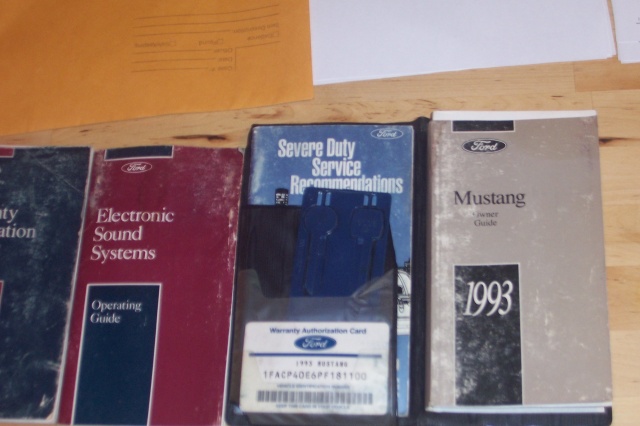 ty
ation
Ford
Electronic
Sound
Systems
Operating
Guide
Ford
Severe Duty
Service
Recommendations
Warranty Authorization Card
Ford
1993 MUSTANG
1FACP40E6PF181100
Ford
Mustang
Owner
Guide
1993